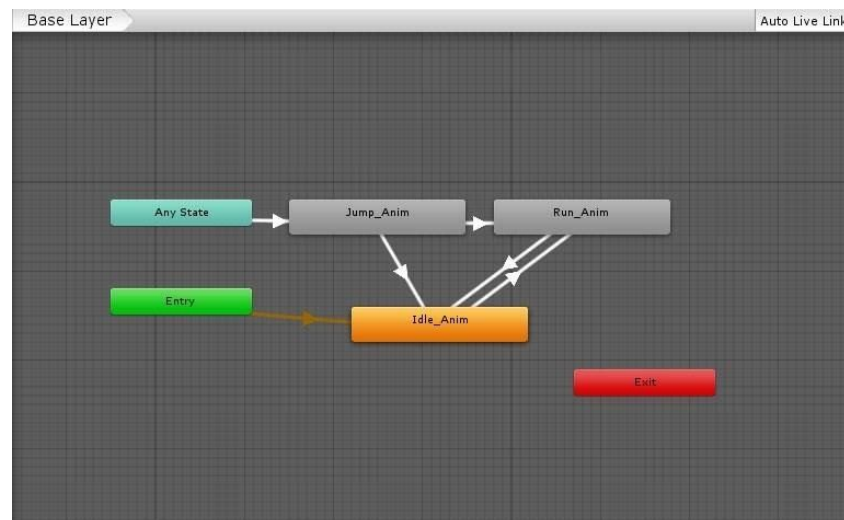 Base Layer
Auto Live Link
Any State
Jump_Anim
Run_Anim
Entry
Idle_Anim
Exit